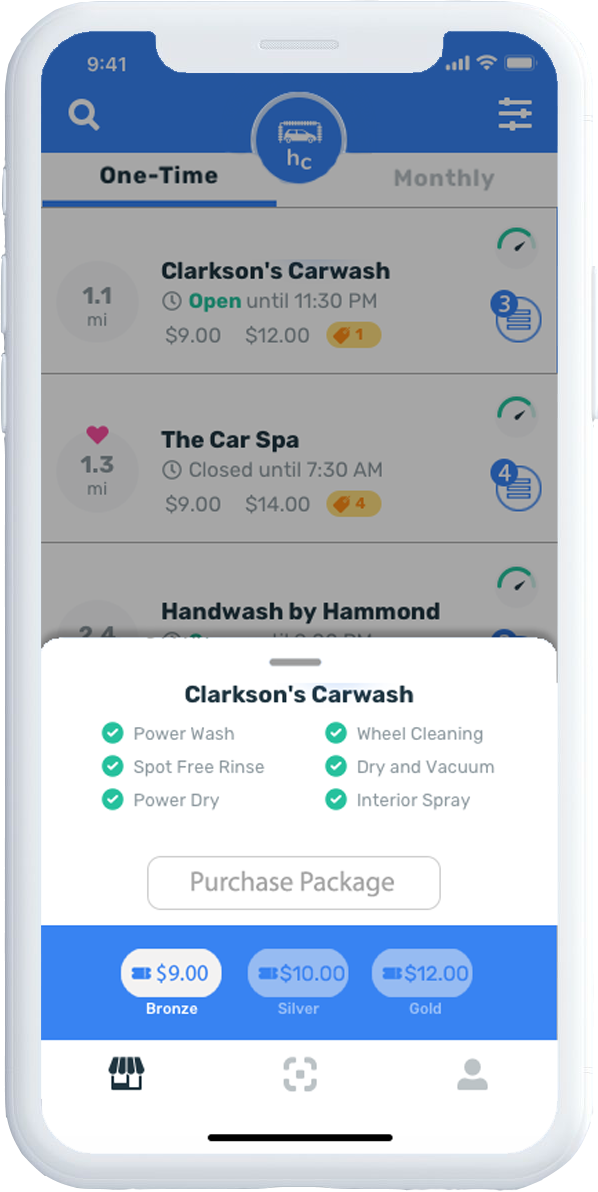 9:41
hc
One-Time Monthly
Clarkson's Carwash
1.1 mi
Open until 11:30 PM
$9.00 $12.00 1
3
The Car Spa
1.3 mi
Closed until 7:30 AM
$9.00 $14.00 4
4
Handwash by Hammond
Clarkson's Carwash
Power Wash Wheel Cleaning
Spot Free Rinse Dry and Vacuum
Power Dry Interior Spray
Purchase Package
$9.00 $10.00 $12.00
Bronze Silver Gold